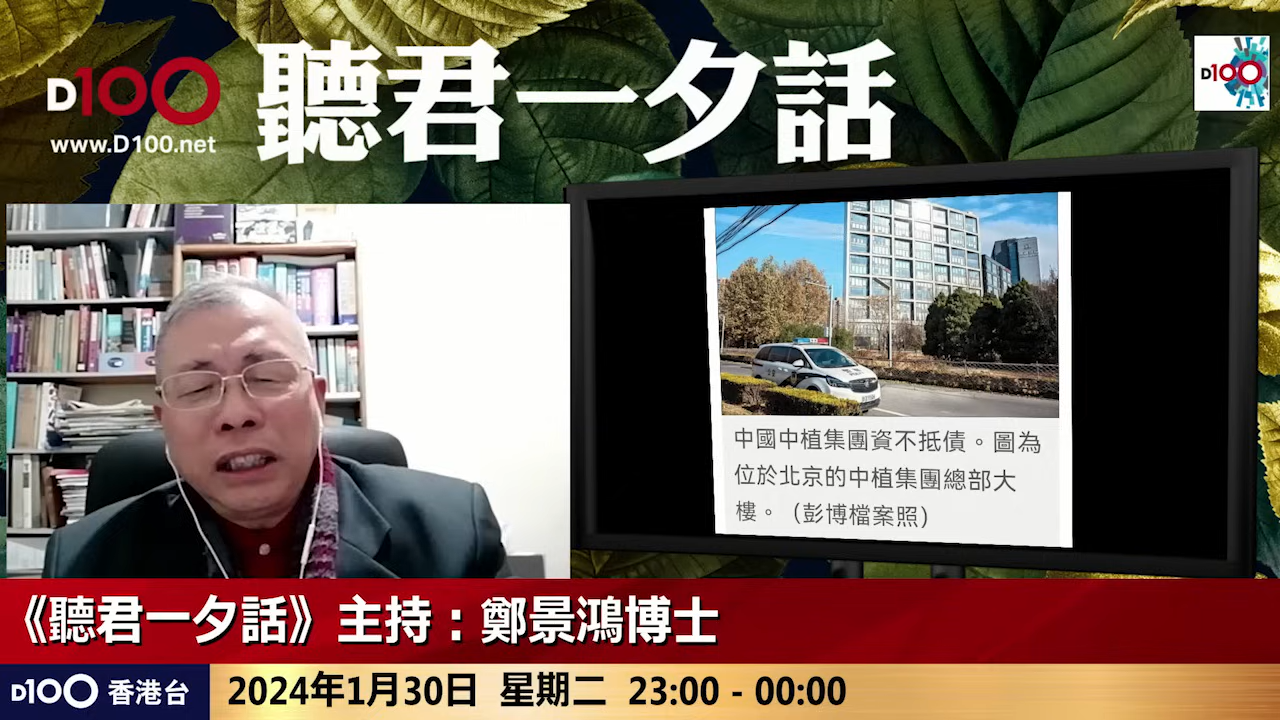 D100
www.D100.net
聽君一夕話
D100
中國中植集團資不抵債。圖為
位於北京的中植集團總部大
樓。（彭博檔案照）
《聽君一夕話》主持：鄭景鴻博士
D100 香港台
2024年1月30日 星期二 23:00 - 00:00